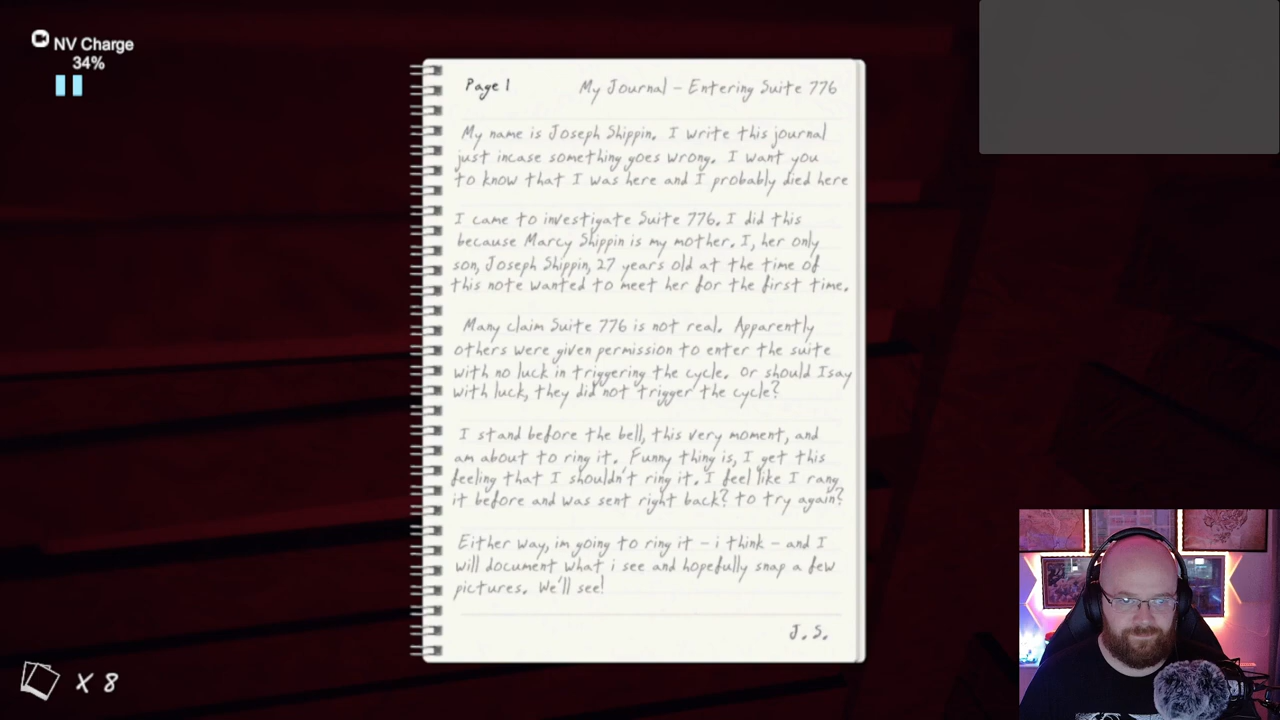 NV Charge
34%
Page 1
My Journal - Entering Suite 776
My name is Joseph Shippin. I write this journal
just incase something goes wrong. I want you
to know that I was here and I probably died here
I came to investigate Suite 776. I did this
because Marcy Shippin is my mother. I, her only
son, Joseph Shippin, 27 years old at the time of
this note wanted to meet her for the first time.
Many claim Suite 776 is not real. Apparently
others were given permission to enter the suite
with no luck in triggering the cycle. Or should I say
with luck, they did not trigger the cycle?
I stand before the bell, this very moment, and
am about to ring it. Funny thing is, I get this
feeling that I shouldn't ring it. I feel like I rang
it before and was sent right back? to try again?
Either way, im going to ring it - i think - and I
will document what i see and hopefully snap a few
pictures. We'll see!
J.S.
X 8